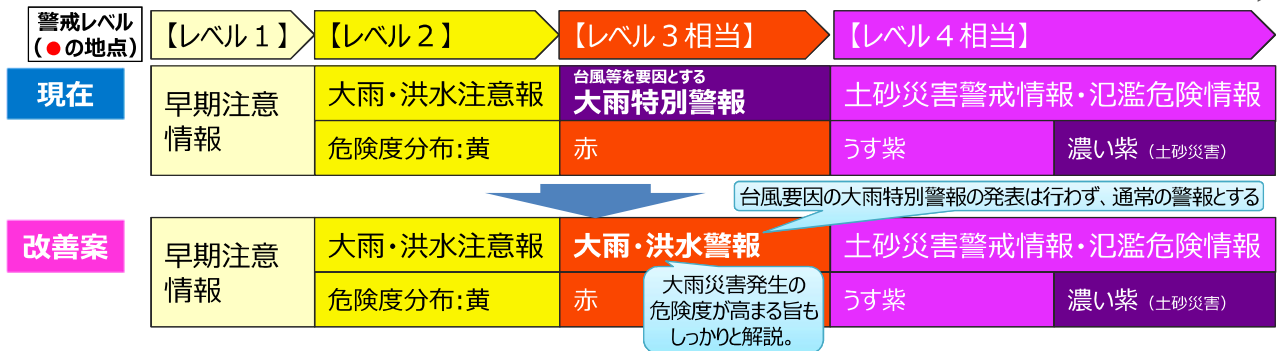 警戒レベル
（●の地点）
【レベル１】
【レベル２】
【レベル３相当】
【レベル４相当】
現在
早期注意
情報
大雨・洪水注意報
台風等を要因とする
大雨特別警報
土砂災害警戒情報・氾濫危険情報
危険度分布:黄
赤
うす紫
濃い紫（土砂災害）
台風要因の大雨特別警報の発表は行わず、通常の警報とする
改善案
早期注意
情報
大雨・洪水注意報
大雨・洪水警報
土砂災害警戒情報・氾濫危険情報
危険度分布:黄
赤
うす紫
濃い紫（土砂災害）
大雨災害発生の
危険度が高まる旨も
しっかりと解説。